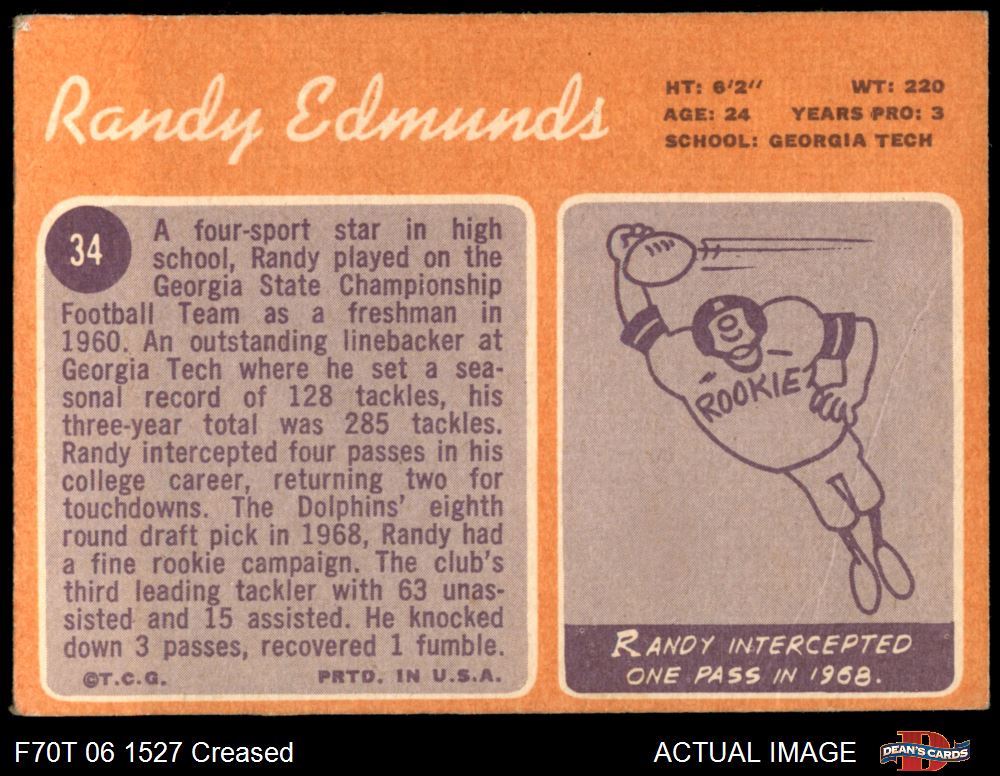 Randy Edmunds
HT: 6'2" WT: 220
AGE: 24 YEARS PRO: 3
SCHOOL: GEORGIA TECH
34
A four-sport star in high
school, Randy played on the
Georgia State Championship
Football Team as a freshman in
1960. An outstanding linebacker at
Georgia Tech where he set a sea-
sonal record of 128 tackles, his
three-year total was 285 tackles.
Randy intercepted four passes in his
college career, returning two for
touchdowns. The Dolphins' eighth
round draft pick in 1968, Randy had
a fine rookie campaign. The club's
third leading tackler with 63 unas-
sisted and 15 assisted. He knocked
down 3 passes, recovered 1 fumble.
©T.C.G. PRTD. IN U.S.A.
ROOKIE
RANDY INTERCEPTED
ONE PASS IN 1968.
F70T 06 1527 Creased
ACTUAL IMAGE
D
DEAN'S CARDS